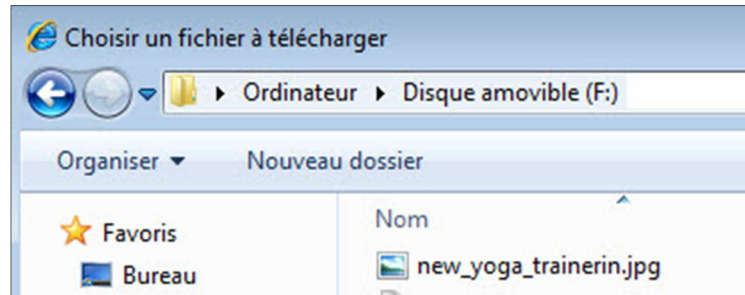 Choisir un fichier à télécharger
Ordinateur ▸ Disque amovible (F:)
Organiser Nouveau dossier
Favoris
Bureau
Nom
new_yoga_trainerin.jpg